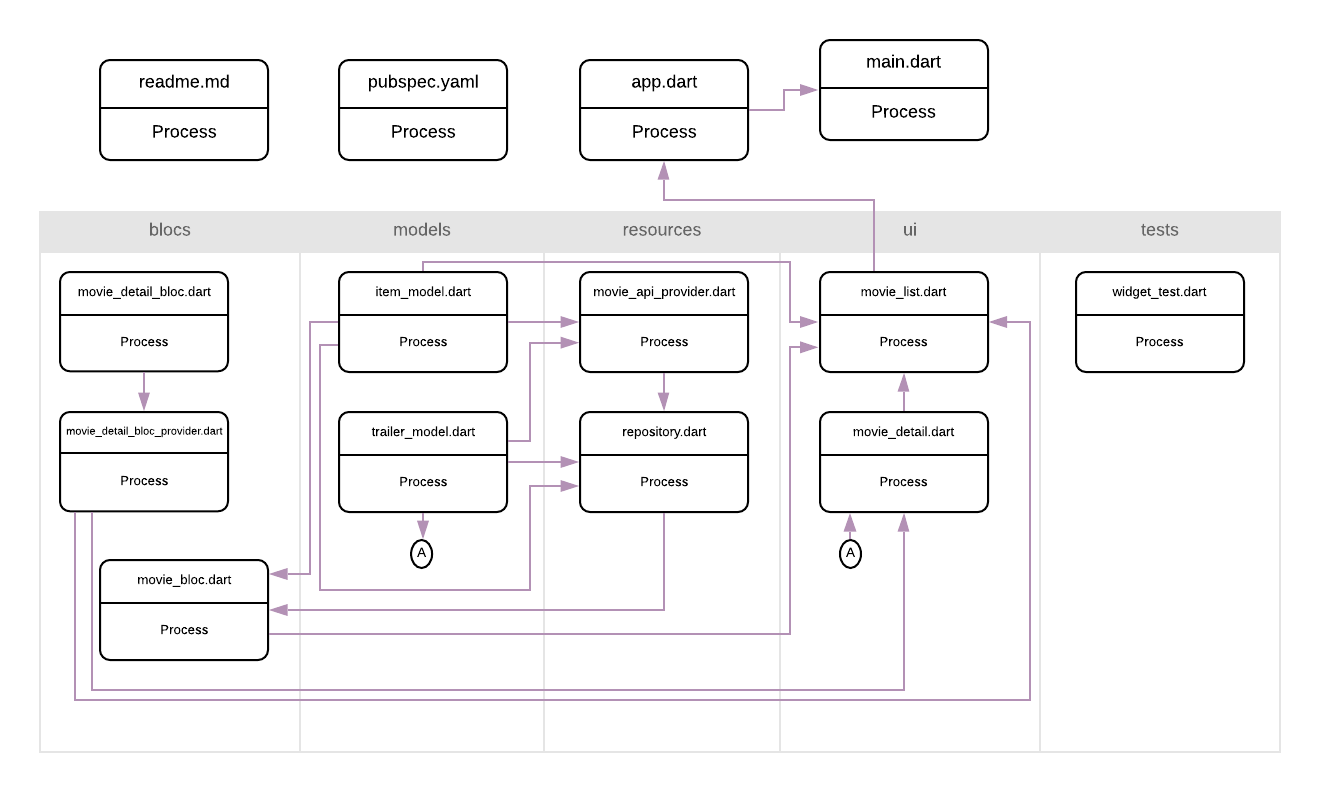 readme.md
Process
pubspec.yaml
Process
app.dart
Process
main.dart
Process
blocs
models
resources
ui
tests
movie_detail_bloc.dart
Process
item_model.dart
Process
movie_api_provider.dart
Process
movie_list.dart
Process
widget_test.dart
Process
movie_detail_bloc_provider.dart
Process
trailer_model.dart
Process
repository.dart
Process
movie_detail.dart
Process
A
A
movie_bloc.dart
Process